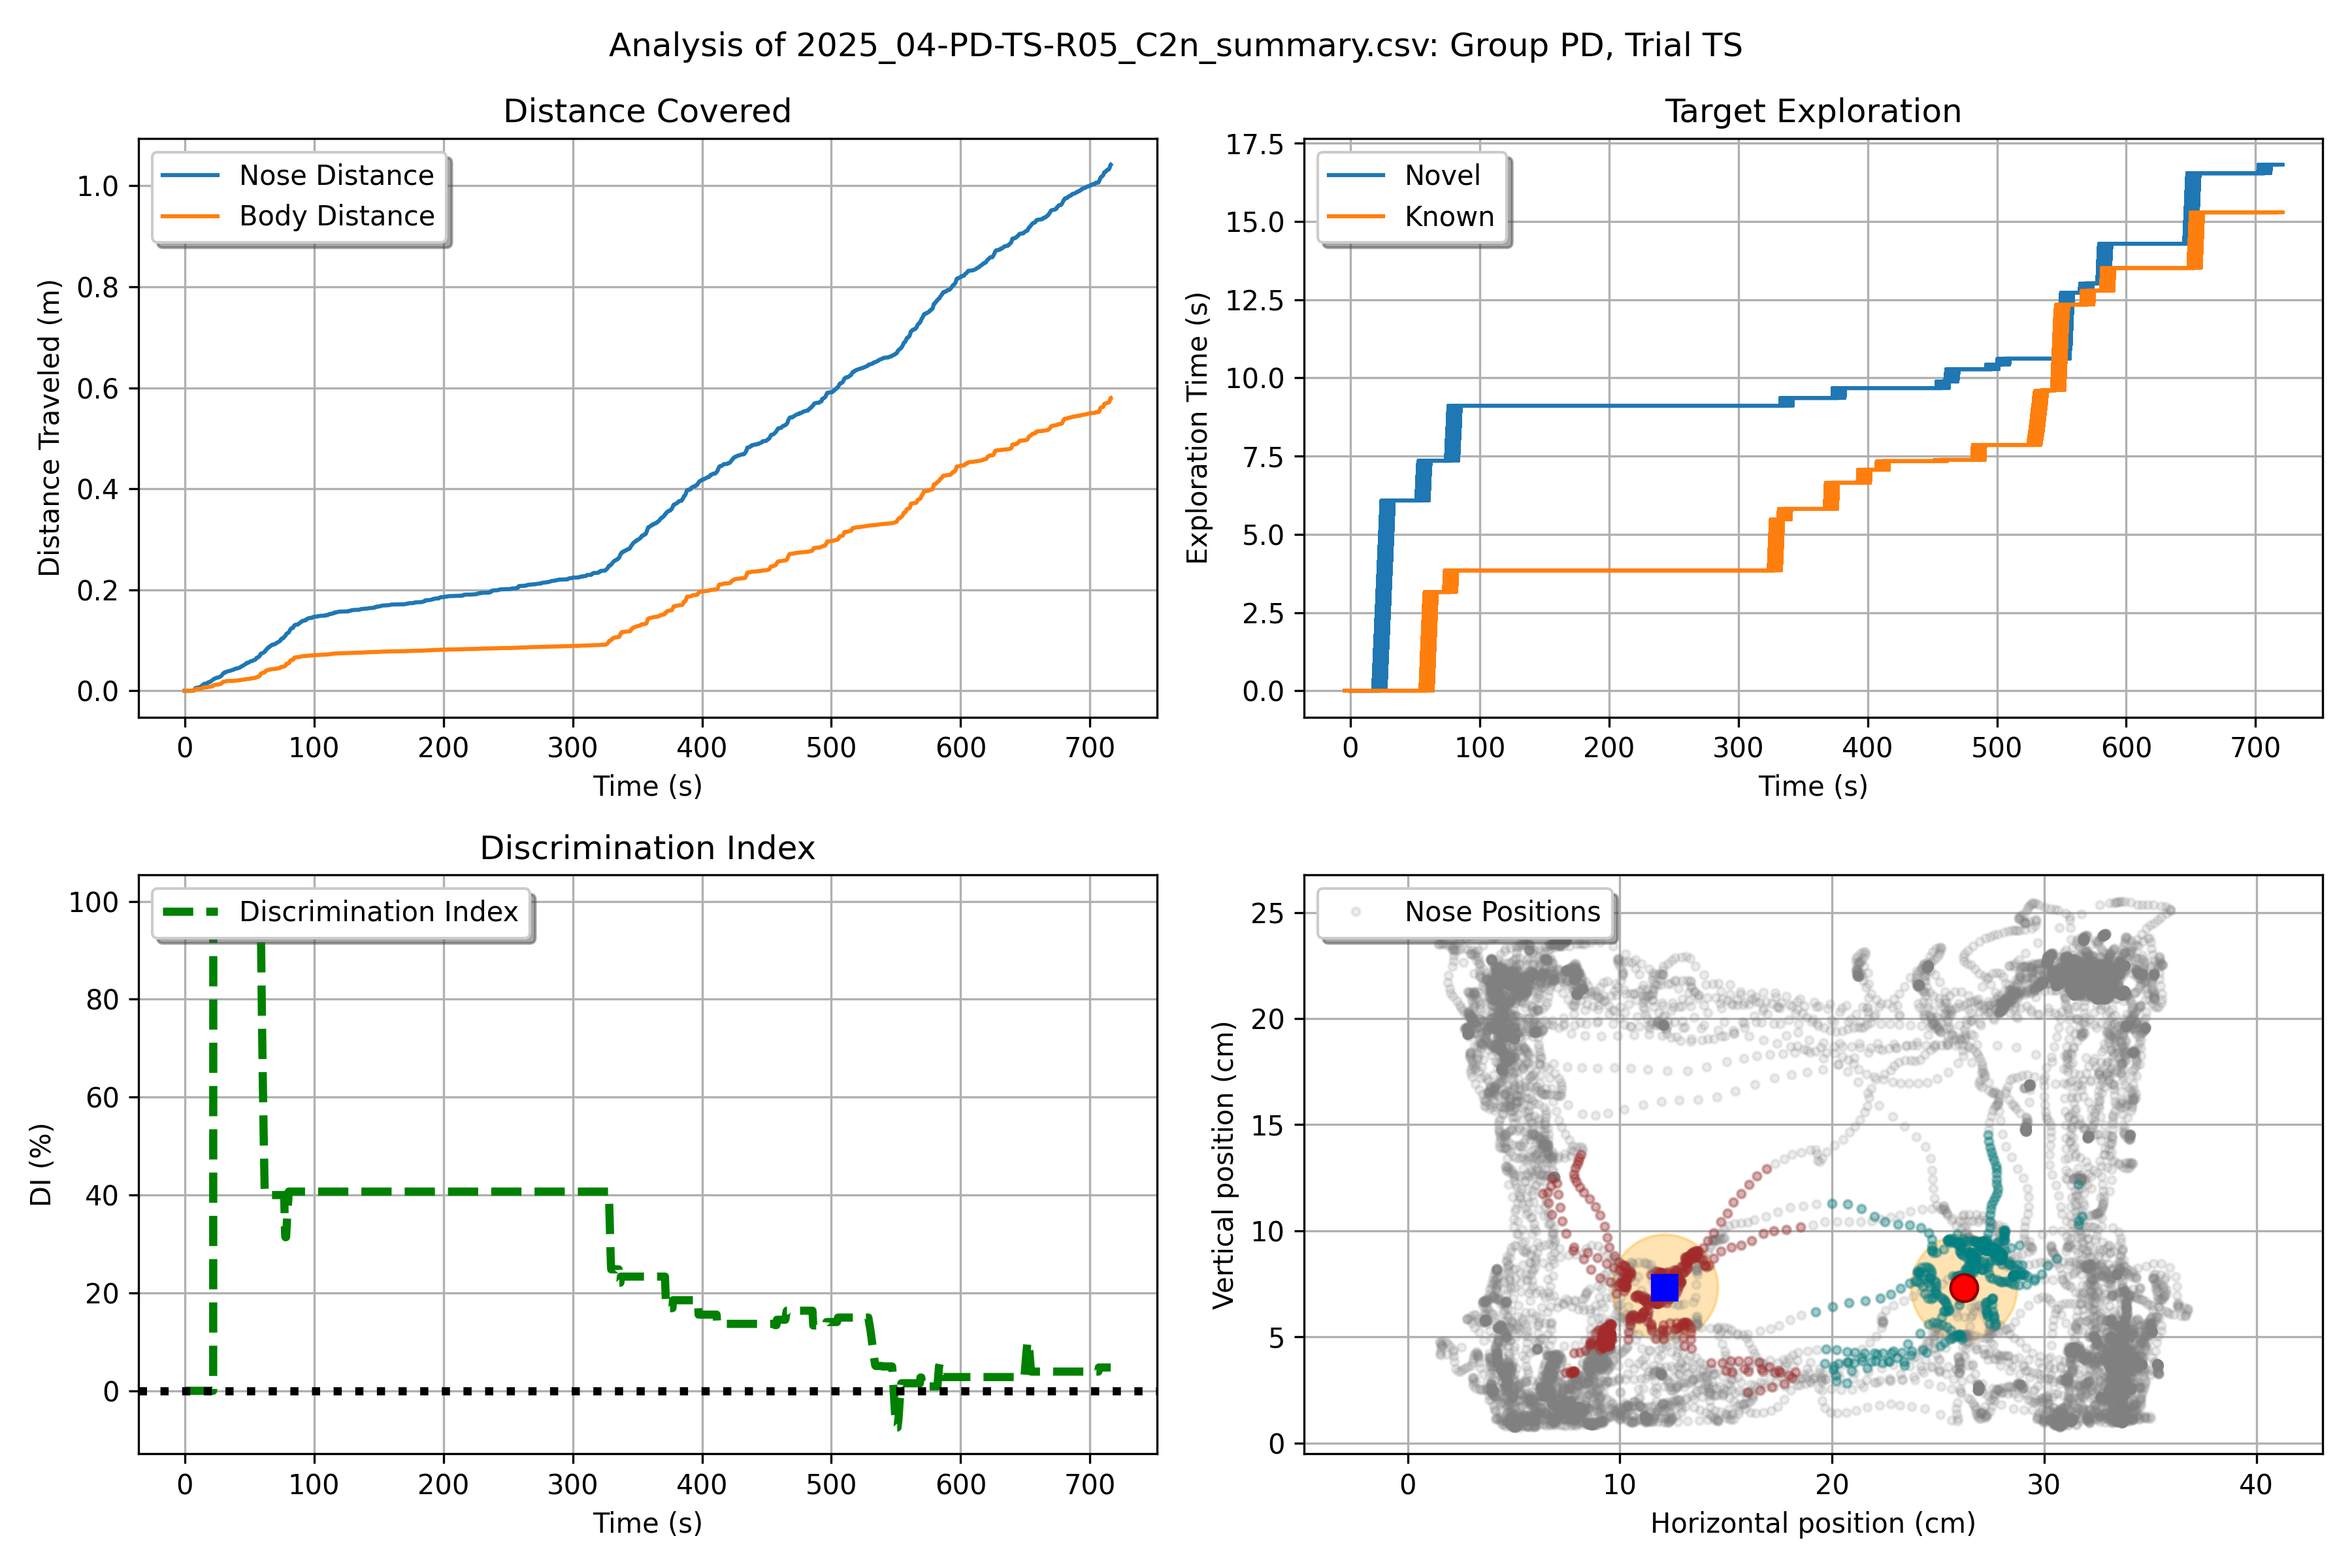 Analysis of 2025_04-PD-TS-R05_C2n_summary.csv: Group PD, Trial TS
Distance Covered
Nose Distance
Body Distance
Distance Traveled (m)
1.0
0.8
0.6
0.4
0.2
0.0
0 100 200 300 400 500 600 700
Time (s)
Target Exploration
Novel
Known
Exploration Time (s)
17.5
15.0
12.5
10.0
7.5
5.0
2.5
0.0
0 100 200 300 400 500 600 700
Time (s)
Discrimination Index
Discrimination Index
DI (%)
100
80
60
40
20
0
0 100 200 300 400 500 600 700
Time (s)
Nose Positions
Vertical position (cm)
25
20
15
10
5
0
0 10 20 30 40
Horizontal position (cm)